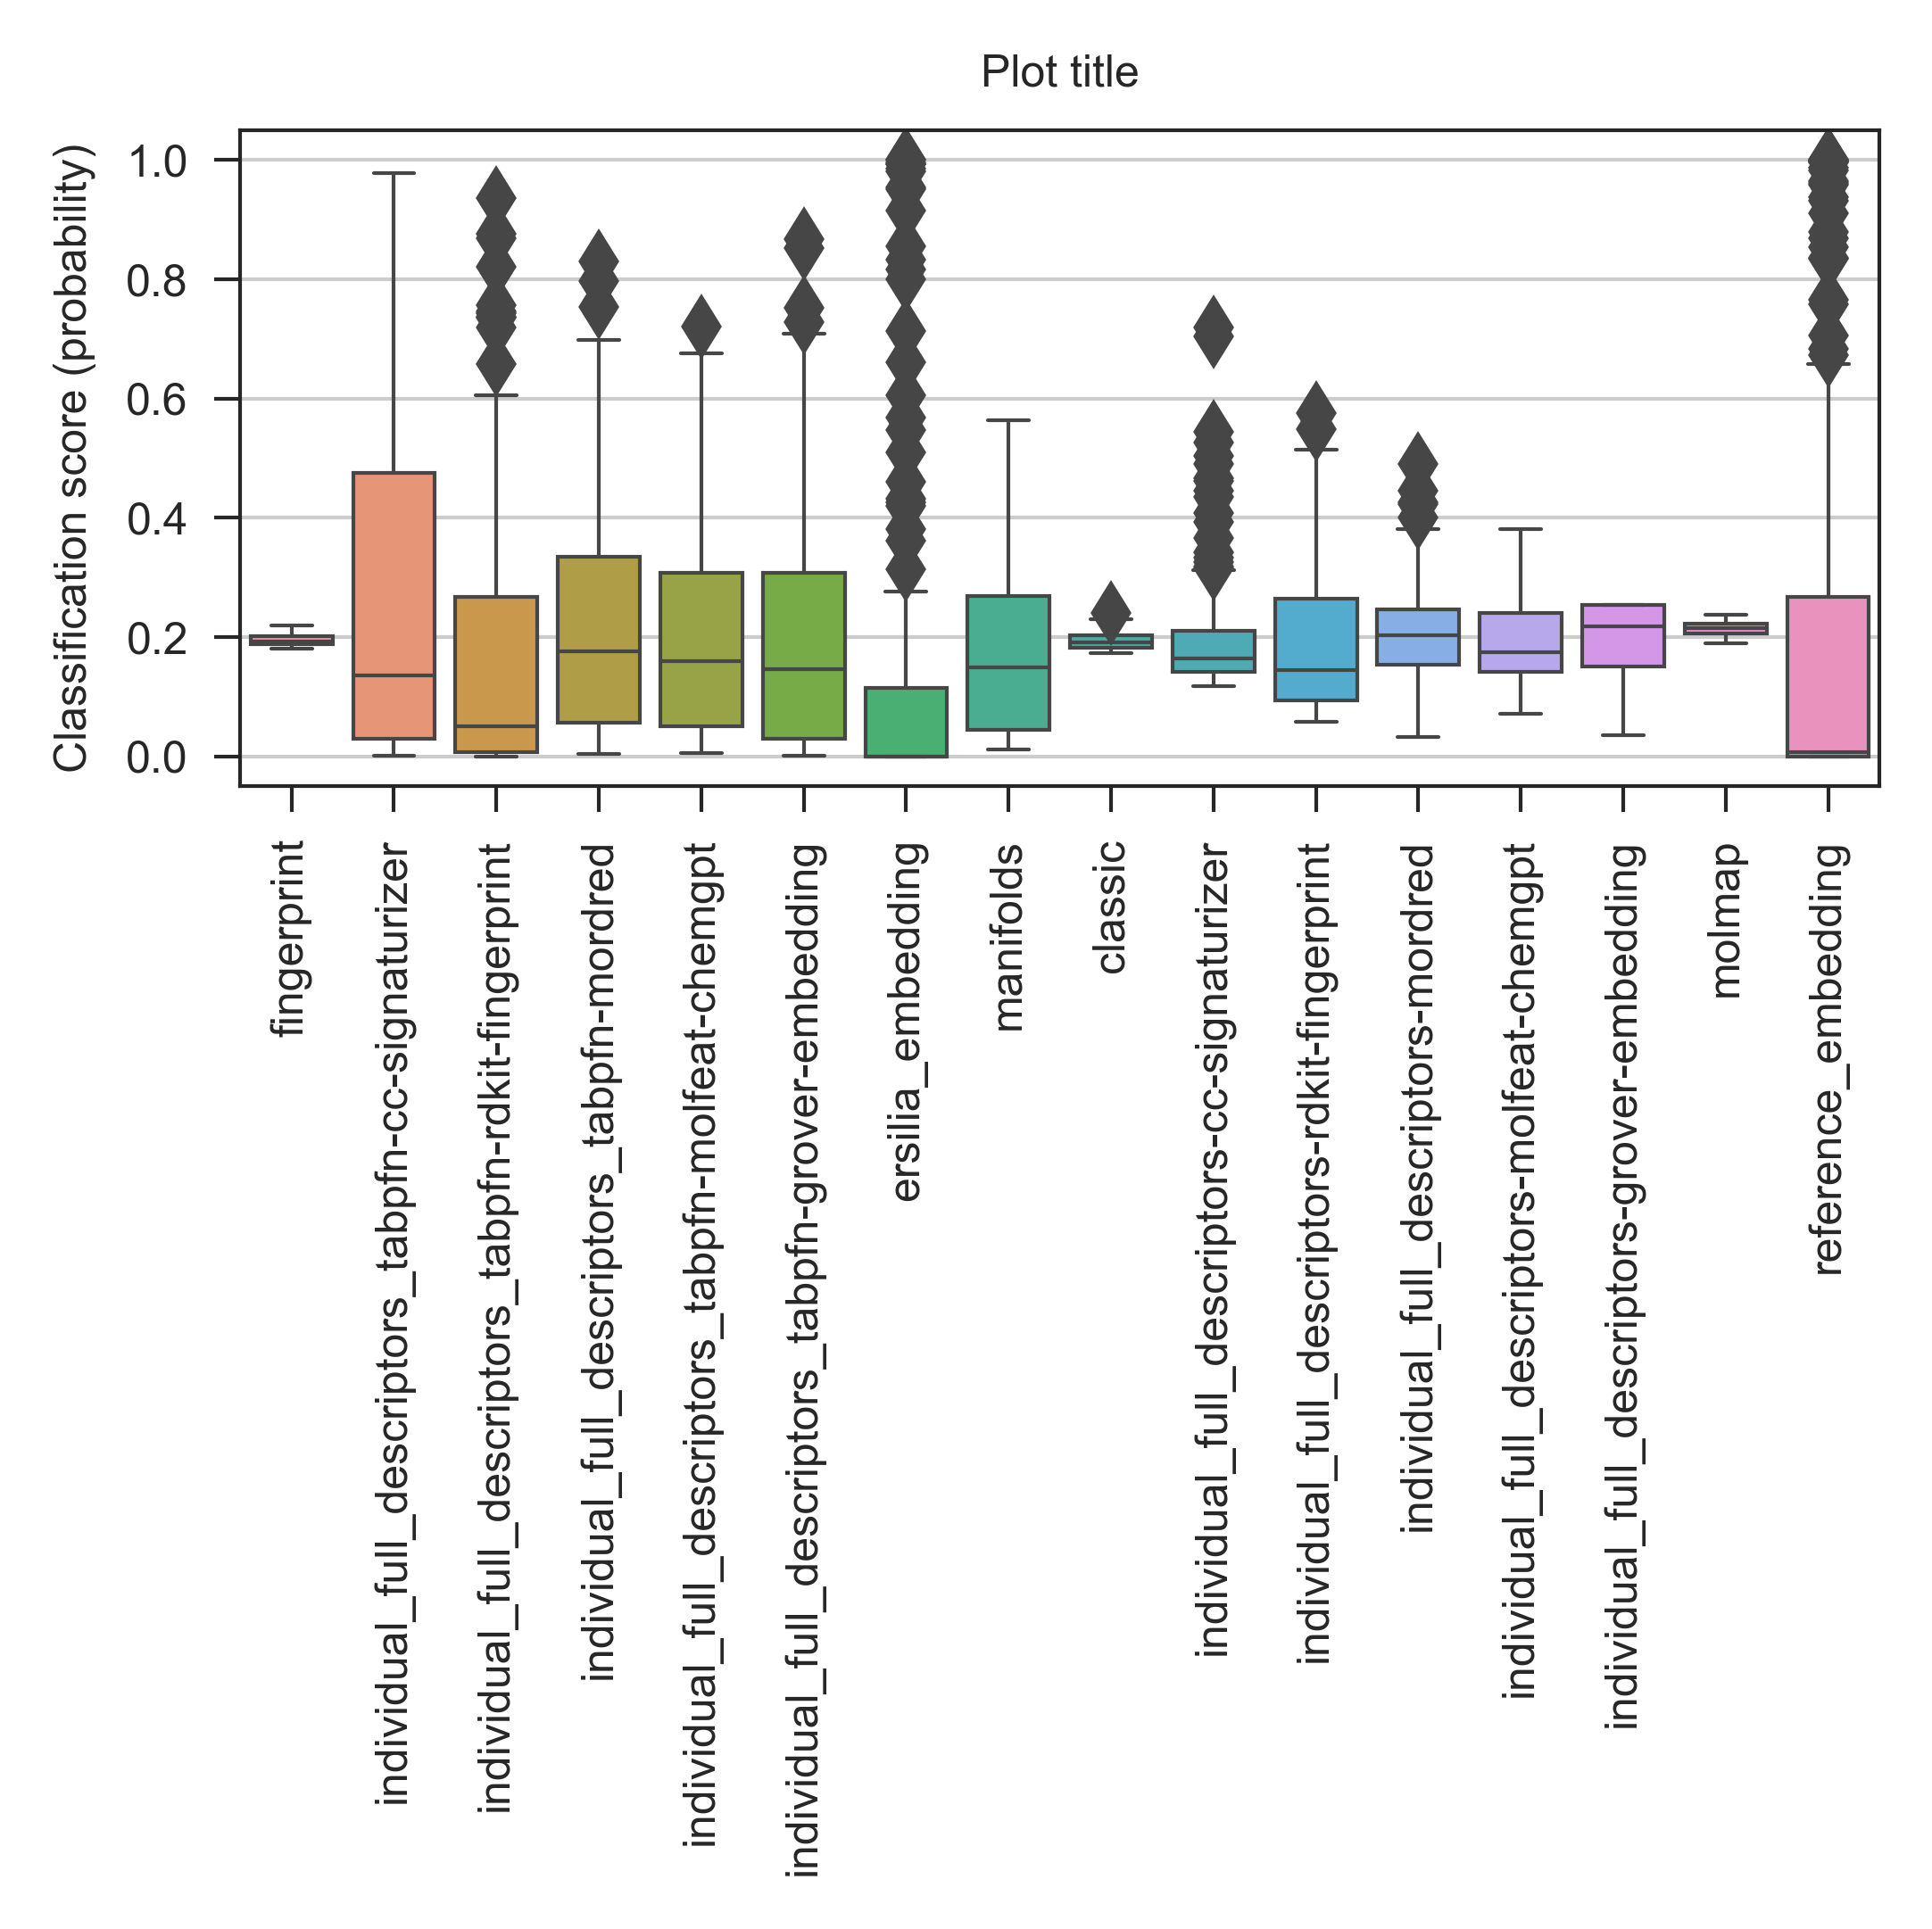 Plot title
Classification score (probability)
1.0
0.8
0.6
0.4
0.2
0.0
fingerprint
individual_full_descriptors_tabpfn-cc-signaturizer
individual_full_descriptors_tabpfn-rdkit-fingerprint
individual_full_descriptors_tabpfn-mordred
individual_full_descriptors_tabpfn-molfeat-chemgpt
individual_full_descriptors_tabpfn-grover-embedding
ersilia_embedding
manifolds
classic
individual_full_descriptors-cc-signaturizer
individual_full_descriptors-rdkit-fingerprint
individual_full_descriptors-mordred
individual_full_descriptors-molfeat-chemgpt
individual_full_descriptors-grover-embedding
molmap
reference_embedding